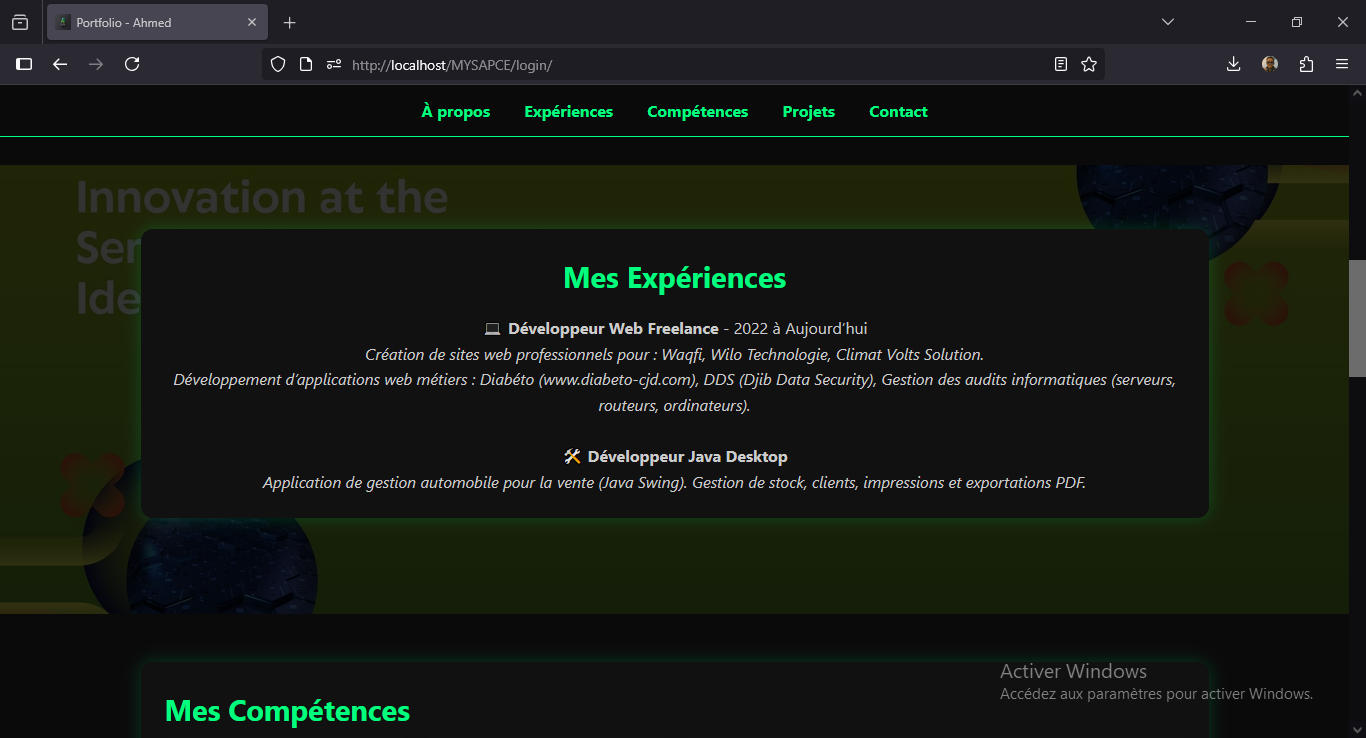 Portfolio - Ahmed
http://localhost/MYSAPCE/login/
À propos Expériences Compétences Projets Contact
Innovation at the
Ser
Ide
Mes Expériences
💻 Développeur Web Freelance - 2022 à Aujourd’hui
Création de sites web professionnels pour : Waqfi, Wilo Technologie, Climat Volts Solution.
Développement d’applications web métiers : Diabéto (www.diabeto-cjd.com), DDS (Djib Data Security), Gestion des audits informatiques (serveurs,
routeurs, ordinateurs).
🛠️ Développeur Java Desktop
Application de gestion automobile pour la vente (Java Swing). Gestion de stock, clients, impressions et exportations PDF.
Mes Compétences
Activer Windows
Accédez aux paramètres pour activer Windows.